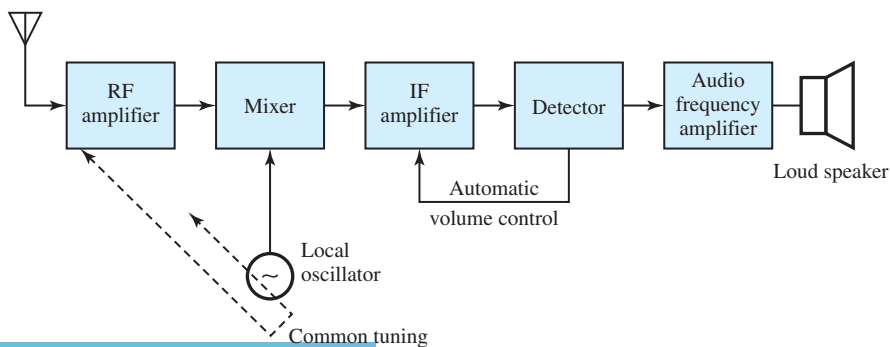 RF
amplifier
Mixer
IF
amplifier
Detector
Audio
frequency
amplifier
Loud speaker
Automatic
volume control
Local
oscillator
~
Common tuning